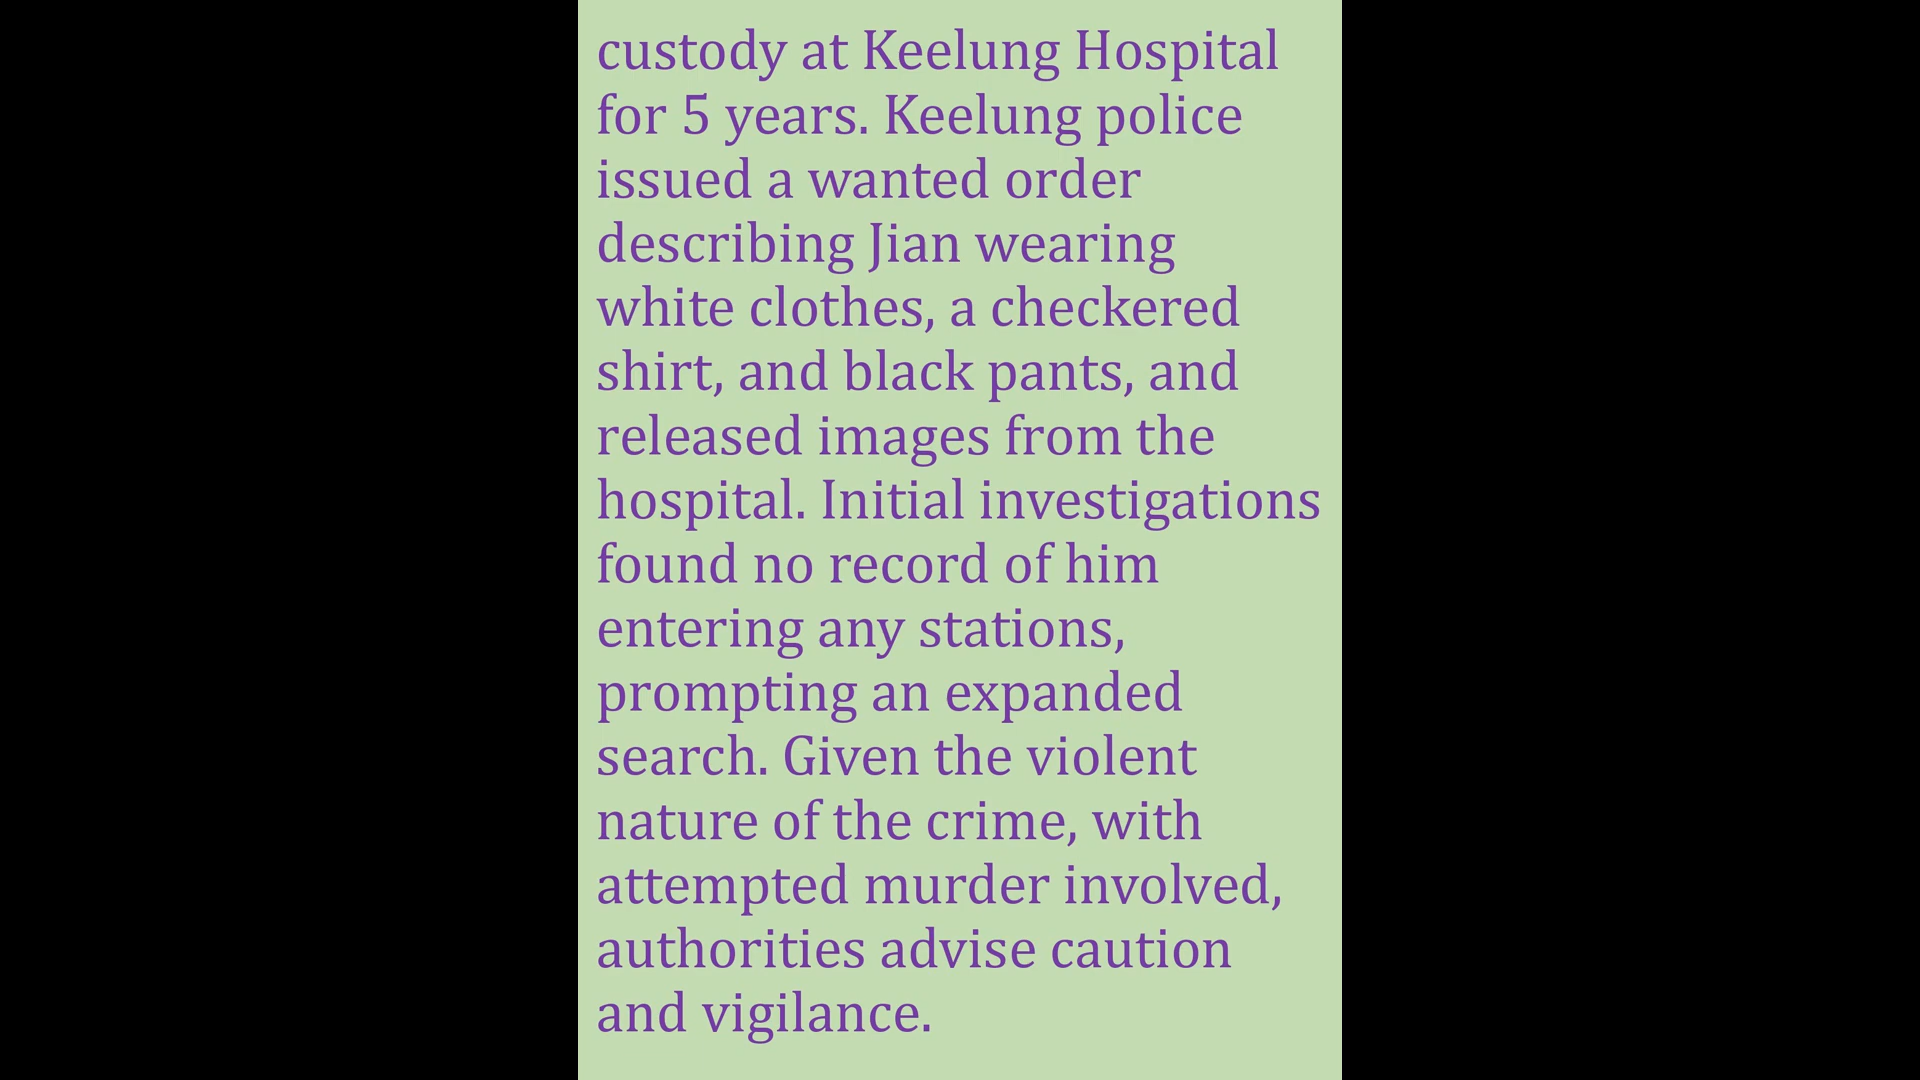 custody at Keelung Hospital
for 5 years. Keelung police
issued a wanted order
describing Jian wearing
white clothes, a checkered
shirt, and black pants, and
released images from the
hospital. Initial investigations
found no record of him
entering any stations,
prompting an expanded
search. Given the violent
nature of the crime, with
attempted murder involved,
authorities advise caution
and vigilance.